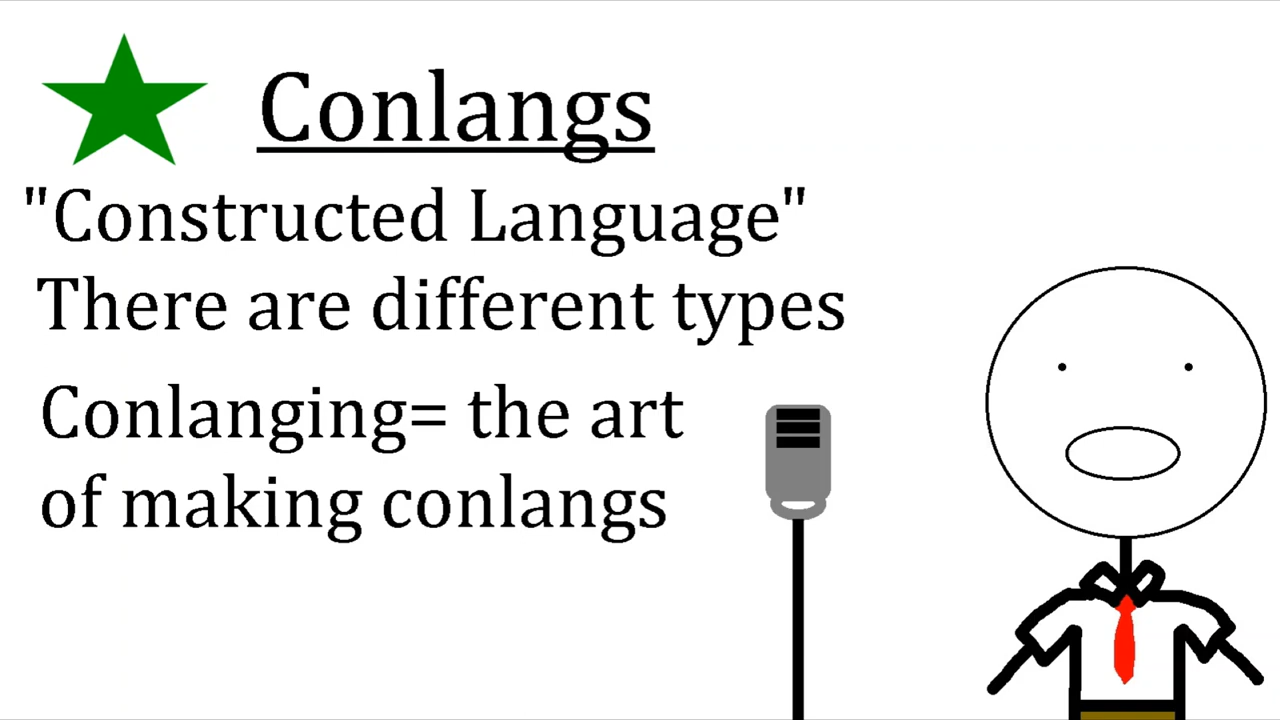 Conlangs
"Constructed Language"
There are different types
Conlanging= the art
of making conlangs